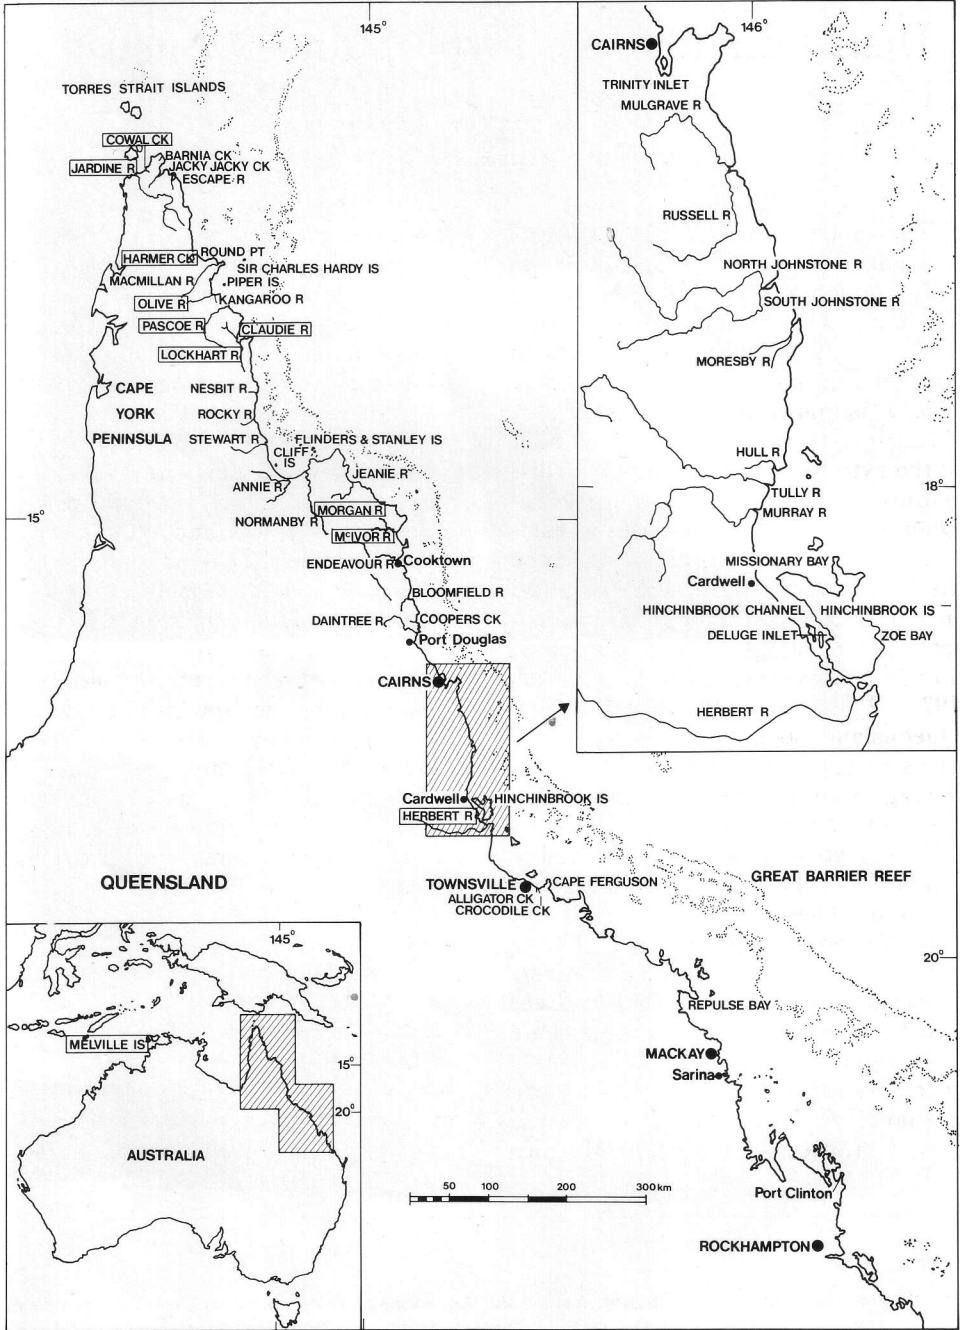 145°
TORRES STRAIT ISLANDS
COWAL CK
BARNIA CK
JARDINE R
JACKY JACKY CK
ESCAPE R
ROUND PT
HARMER CK
SIR CHARLES HARDY IS
MACMILLAN R
PIPER IS
OLIVE R
KANGAROO R
PASCOE R
CLAUDIE R
LOCKHART R
CAPE
YORK
PENINSULA
NESBIT R
ROCKY R
STEWART R
FLINDERS & STANLEY IS
CLIFF
IS
JEANIE R
ANNIE R
MORGAN R
NORMANBY R
15°
McIVOR R
ENDEAVOUR R
Cooktown
BLOOMFIELD R
DAINTREE R
COOPERS CK
Port Douglas
CAIRNS
Cardwell
HINCHINBROOK IS
HERBERT R
QUEENSLAND
TOWNSVILLE
CAPE FERGUSON
ALLIGATOR CK
CROCODILE CK
GREAT BARRIER REEF
20°
REPULSE BAY
MACKAY
Sarina
Port Clinton
ROCKHAMPTON
50 100 200 300 km
146°
CAIRNS
TRINITY INLET
MULGRAVE R
RUSSELL R
NORTH JOHNSTONE R
SOUTH JOHNSTONE R
MORESBY R
HULL R
18°
TULLY R
MURRAY R
MISSIONARY BAY
Cardwell
HINCHINBROOK CHANNEL
HINCHINBROOK IS
DELUGE INLET
ZOE BAY
HERBERT R
145°
MELVILLE IS
15°
20°
AUSTRALIA